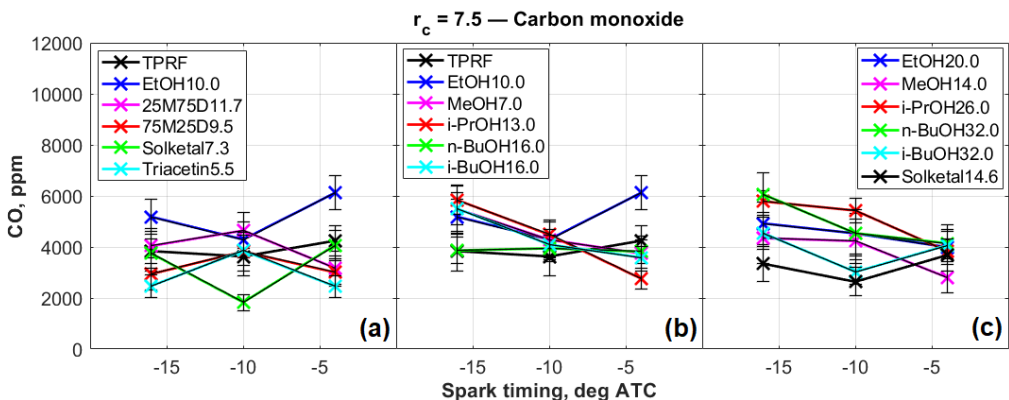 r_c = 7.5 — Carbon monoxide
CO, ppm
12000
10000
8000
6000
4000
2000
0
TPRF
EtOH10.0
25M75D11.7
75M25D9.5
Solketal7.3
Triacetin5.5
(a)
-15
-10
-5
TPRF
EtOH10.0
MeOH7.0
i-PrOH13.0
n-BuOH16.0
i-BuOH16.0
(b)
-15
-10
-5
EtOH20.0
MeOH14.0
i-PrOH26.0
n-BuOH32.0
i-BuOH32.0
Solketal14.6
(c)
-15
-10
-5
Spark timing, deg ATC